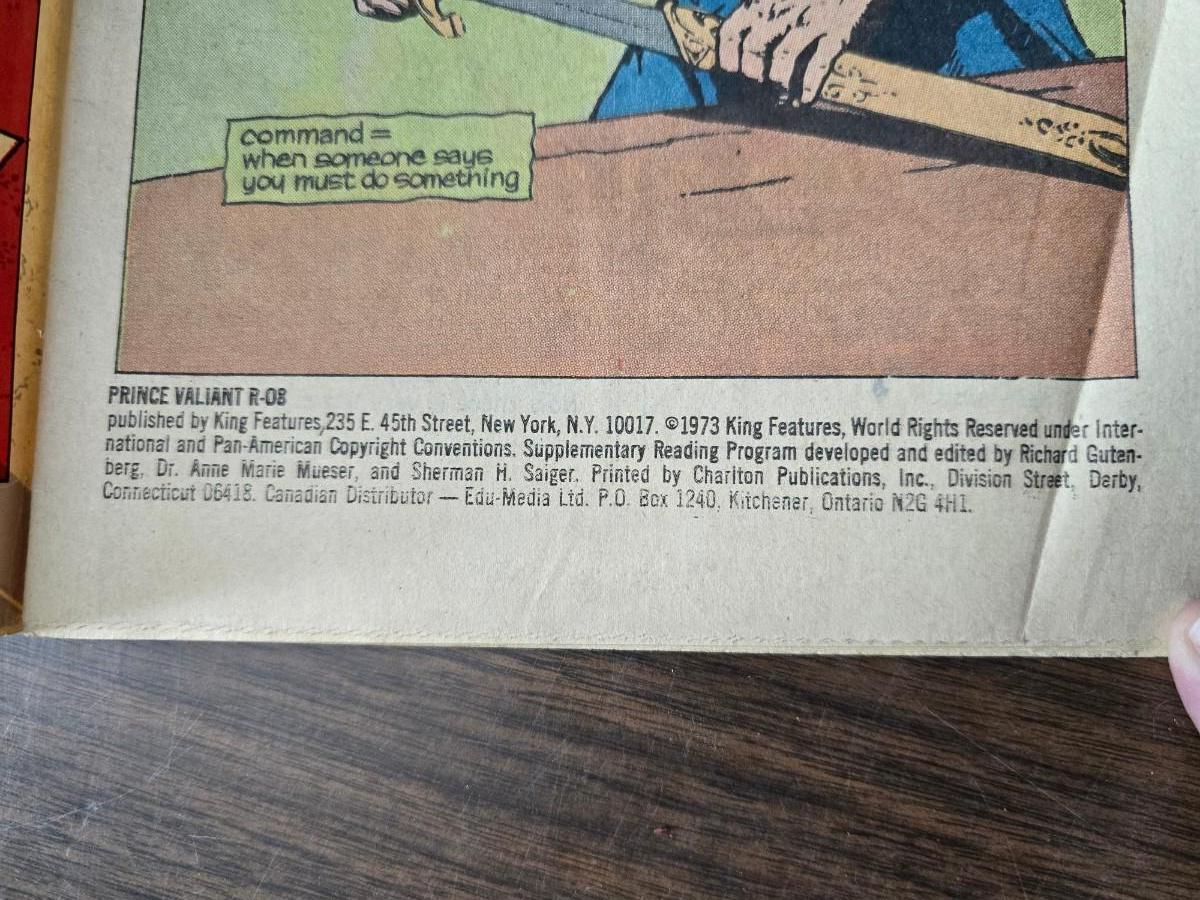 command =
when someone says
you must do something
PRINCE VALIANT R-08
published by King Features,235 E. 45th Street, New York, N.Y. 10017. ©1973 King Features, World Rights Reserved under Inter-
national and Pan-American Copyright Conventions. Supplementary Reading Program developed and edited by Richard Guten-
berg, Dr. Anne Marie Mueser, and Sherman H. Saiger. Printed by Charlton Publications, Inc., Division Street, Derby,
Connecticut 06418. Canadian Distributor — Edu-Media Ltd. P.O. Box 1240, Kitchener, Ontario N2G 4H1.